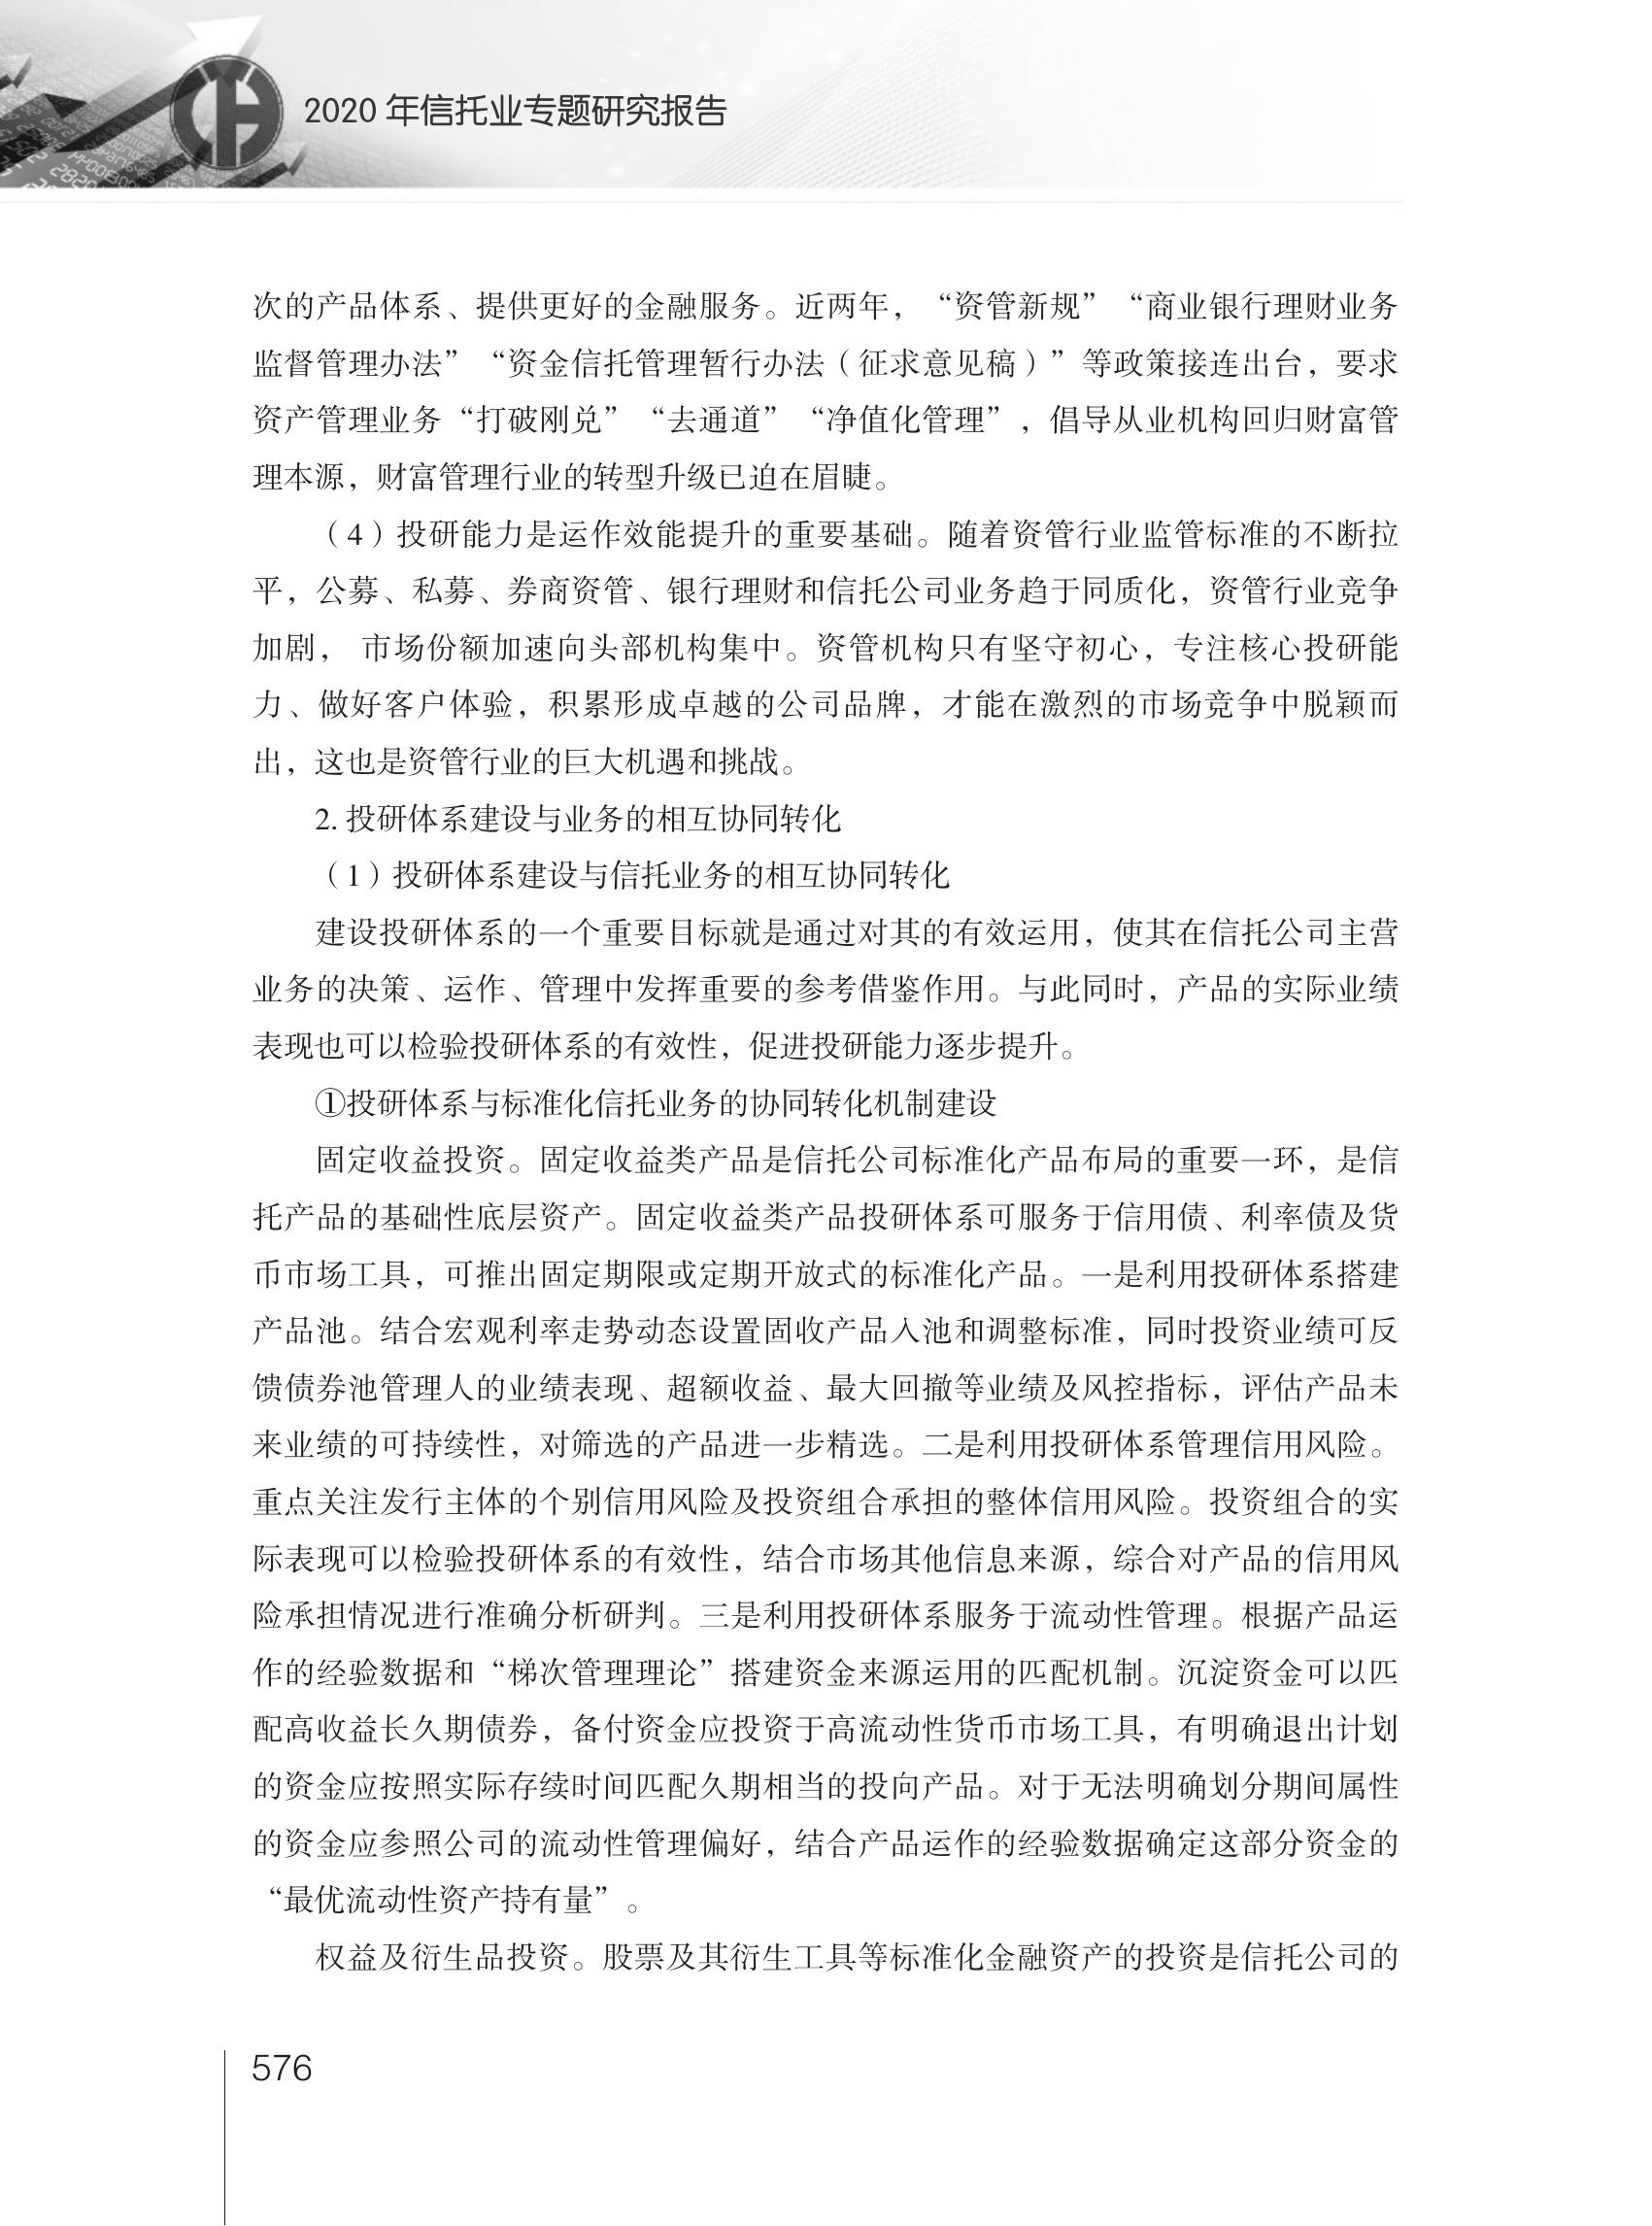 2020 年信托业专题研究报告
次的产品体系、提供更好的金融服务。近两年，“资管新规”“商业银行理财业务
监督管理办法”“资金信托管理暂行办法（征求意见稿）”等政策接连出台，要求
资产管理业务“打破刚兑”“去通道”“净值化管理”，倡导从业机构回归财富管
理本源，财富管理行业的转型升级已迫在眉睫。
（4）投研能力是运作效能提升的重要基础。随着资管行业监管标准的不断拉
平，公募、私募、券商资管、银行理财和信托公司业务趋于同质化，资管行业竞争
加剧， 市场份额加速向头部机构集中。资管机构只有坚守初心，专注核心投研能
力、做好客户体验，积累形成卓越的公司品牌，才能在激烈的市场竞争中脱颖而
出，这也是资管行业的巨大机遇和挑战。
2. 投研体系建设与业务的相互协同转化
（1）投研体系建设与信托业务的相互协同转化
建设投研体系的一个重要目标就是通过对其的有效运用，使其在信托公司主营
业务的决策、运作、管理中发挥重要的参考借鉴作用。与此同时，产品的实际业绩
表现也可以检验投研体系的有效性，促进投研能力逐步提升。
①投研体系与标准化信托业务的协同转化机制建设
固定收益投资。固定收益类产品是信托公司标准化产品布局的重要一环，是信
托产品的基础性底层资产。固定收益类产品投研体系可服务于信用债、利率债及货
币市场工具，可推出固定期限或定期开放式的标准化产品。一是利用投研体系搭建
产品池。结合宏观利率走势动态设置固收产品入池和调整标准，同时投资业绩可反
馈债券池管理人的业绩表现、超额收益、最大回撤等业绩及风控指标，评估产品未
来业绩的可持续性，对筛选的产品进一步精选。二是利用投研体系管理信用风险。
重点关注发行主体的个别信用风险及投资组合承担的整体信用风险。投资组合的实
际表现可以检验投研体系的有效性，结合市场其他信息来源，综合对产品的信用风
险承担情况进行准确分析研判。三是利用投研体系服务于流动性管理。根据产品运
作的经验数据和“梯次管理理论”搭建资金来源运用的匹配机制。沉淀资金可以匹
配高收益长久期债券，备付资金应投资于高流动性货币市场工具，有明确退出计划
的资金应按照实际存续时间匹配久期相当的投向产品。对于无法明确划分期间属性
的资金应参照公司的流动性管理偏好，结合产品运作的经验数据确定这部分资金的
“最优流动性资产持有量”。
权益及衍生品投资。股票及其衍生工具等标准化金融资产的投资是信托公司的
576